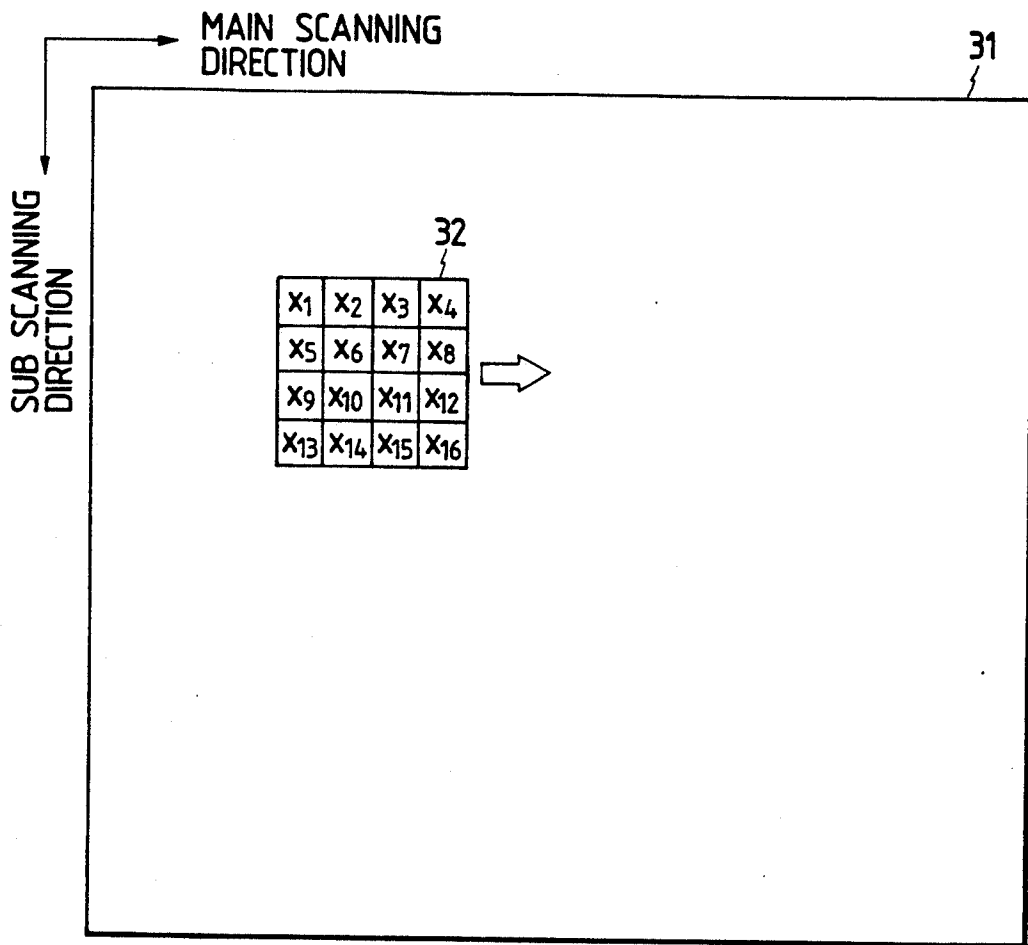 MAIN SCANNING
DIRECTION
31
SUB SCANNING
DIRECTION
32
X1 X2 X3 X4
X5 X6 X7 X8
X9 X10 X11 X12
X13 X14 X15 X16